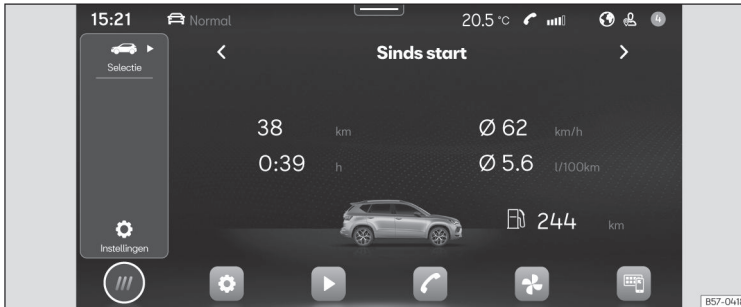 15:21 Normal 20.5 °C 4
Selectie
Sinds start
38 km Ø 62 km/h
0:39 h Ø 5.6 l/100km
244 km
Instellingen
B57-0418